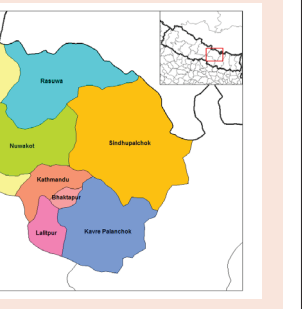 Rasuwa
Nuwakot
Sindhupalchok
Kathmandu
Bhaktapur
Lalitpur
Kavre Palanchok